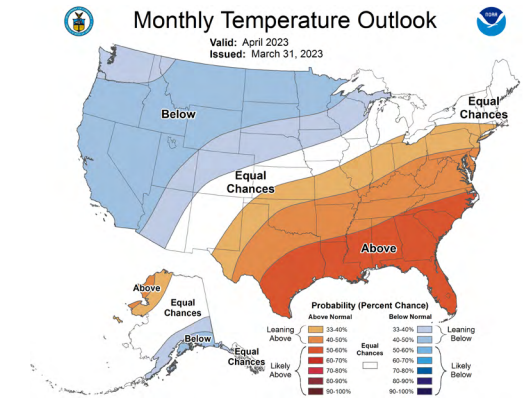 Monthly Temperature Outlook
Valid: April 2023
Issued: March 31, 2023
Below
Equal
Chances
Equal
Chances
Above
Above
Equal
Chances
Below
Equal
Chances
Probability (Percent Chance)
Above Normal
Below Normal
Leaning
Above
33-40%
40-50%
33-40%
40-50%
Leaning
Below
Likely
Above
50-60%
60-70%
70-80%
80-90%
90-100%
Equal
Chances
50-60%
60-70%
70-80%
80-90%
90-100%
Likely
Below